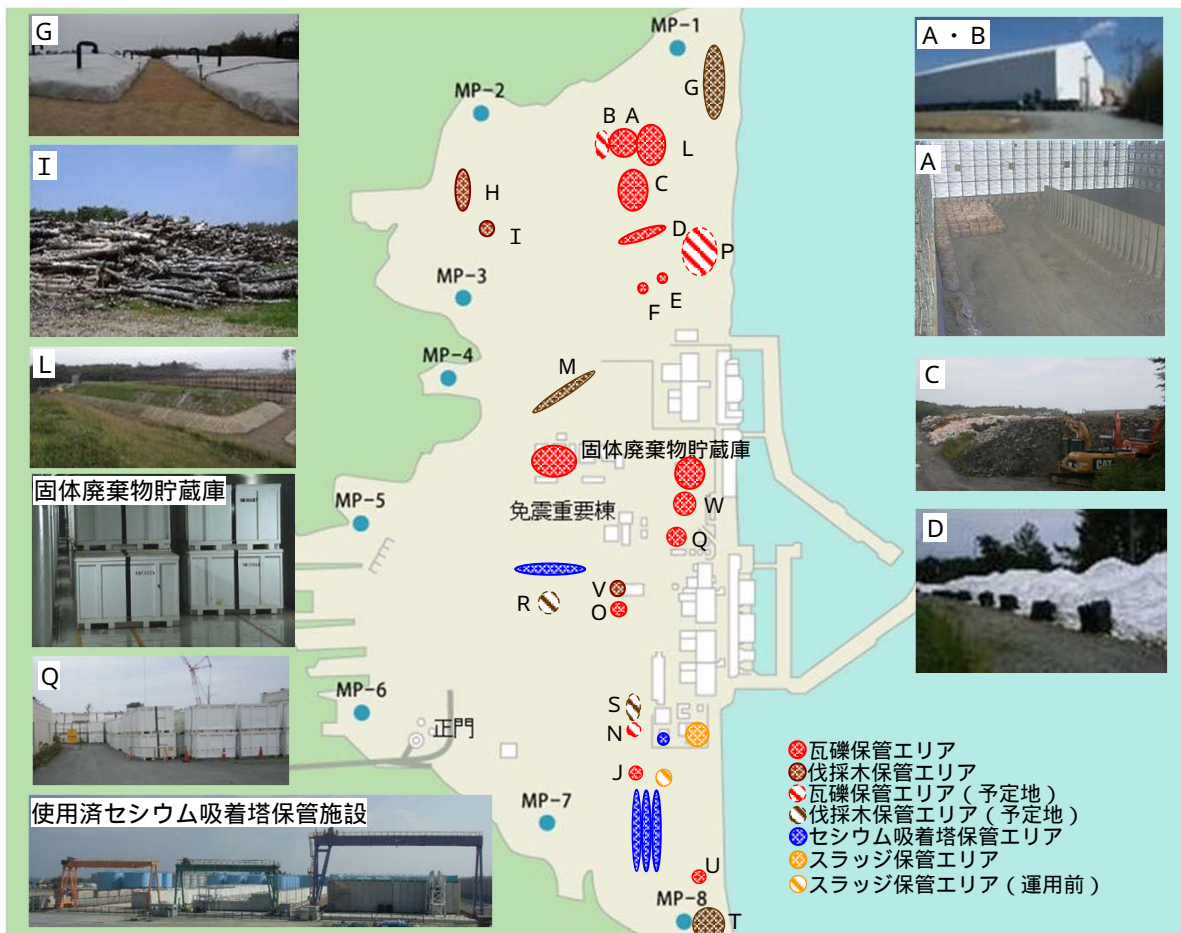 G
I
L
固体廃棄物貯蔵庫
Q
使用済セシウム吸着塔保管施設
MP-1
G
MP-2
B A
L
C
H
I
D
P
E
F
MP-3
MP-4
M
固体廃棄物貯蔵庫
W
免震重要棟
Q
MP-5
V
R
O
MP-6
正門
S
N
J
MP-7
U
MP-8
T
A・B
A
C
D
瓦礫保管エリア
伐採木保管エリア
瓦礫保管エリア（予定地）
伐採木保管エリア（予定地）
セシウム吸着塔保管エリア
スラッジ保管エリア
スラッジ保管エリア（運用前）